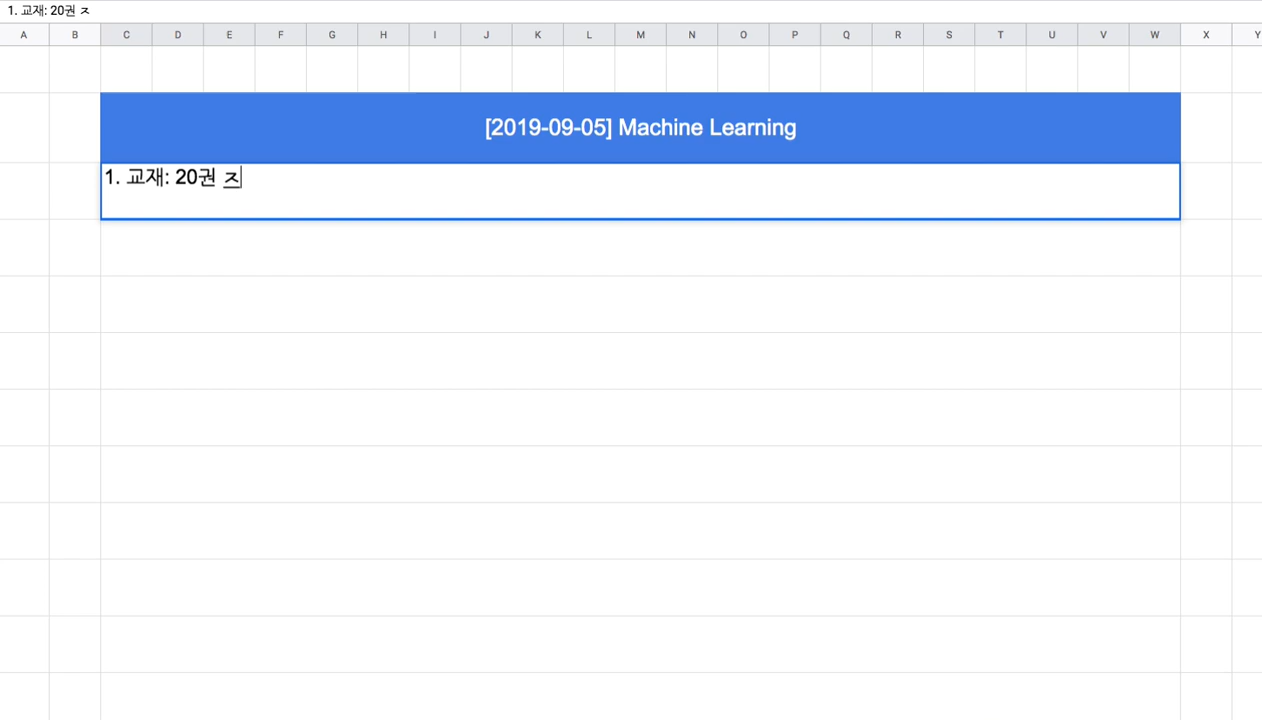 1. 교재: 20권 ㅈ
A B C D E F G H I J K L M N O P Q R S T U V W X Y
[2019-09-05] Machine Learning
1. 교재: 20권 ㅈ